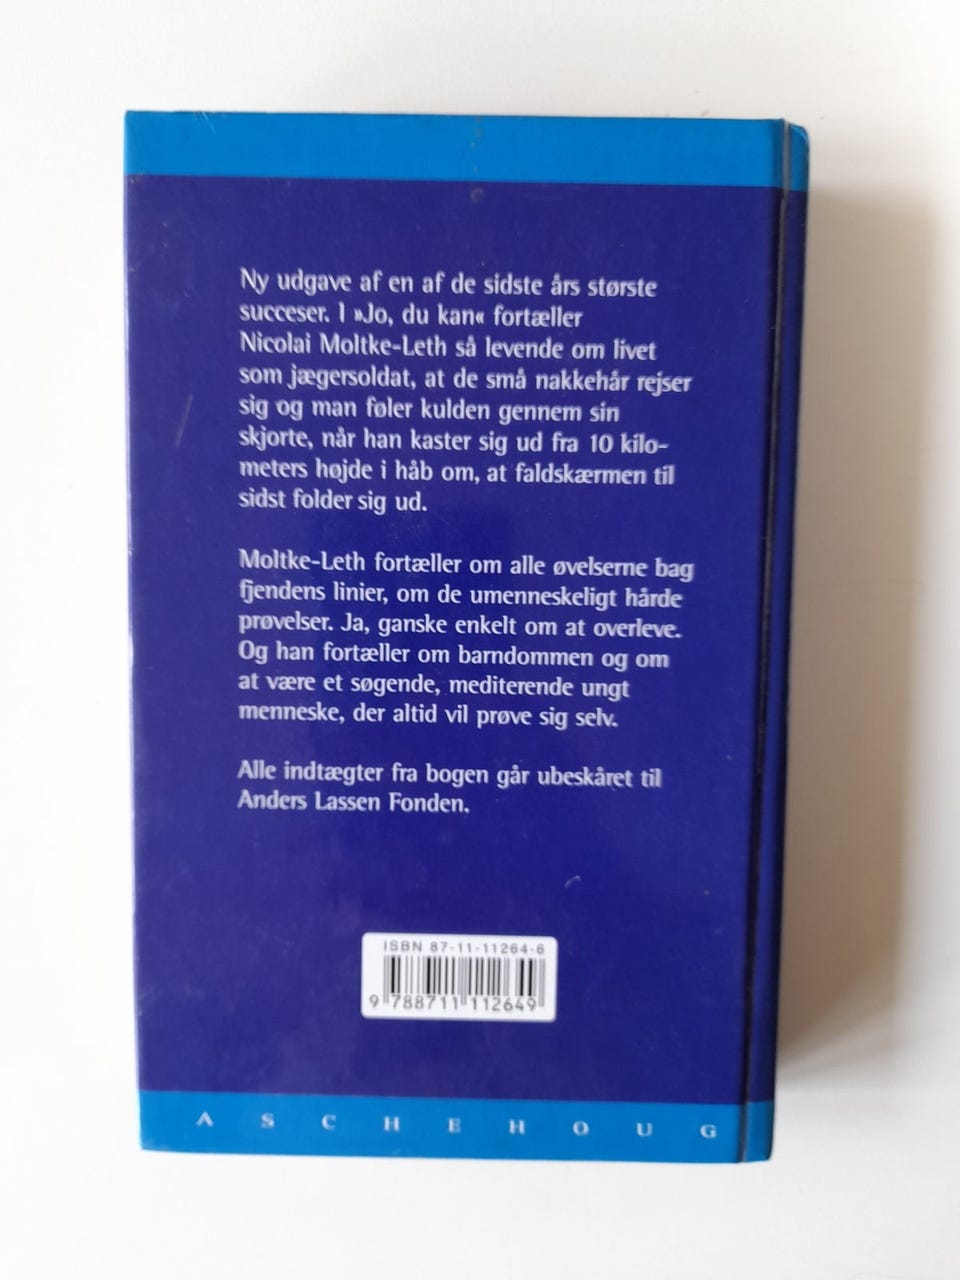 Ny udgave af en af de sidste års største
succeser. I »Jo, du kan« fortæller
Nicolai Moltke-Leth så levende om livet
som jægersoldat, at de små nakkehår rejser
sig og man føler kulden gennem sin
skjorte, når han kaster sig ud fra 10 kilo-
meters højde i håb om, at faldskærmen til
sidst folder sig ud.
Moltke-Leth fortæller om alle øvelserne bag
fjendens linier, om de umenneskeligt hårde
prøvelser. Ja, ganske enkelt om at overleve.
Og han fortæller om barndommen og om
at være et søgende, mediterende ungt
menneske, der altid vil prøve sig selv.
Alle indtægter fra bogen går ubeskåret til
Anders Lassen Fonden.
ISBN 87-11-11264-6
9 788711 112649
ASCHEHOUG